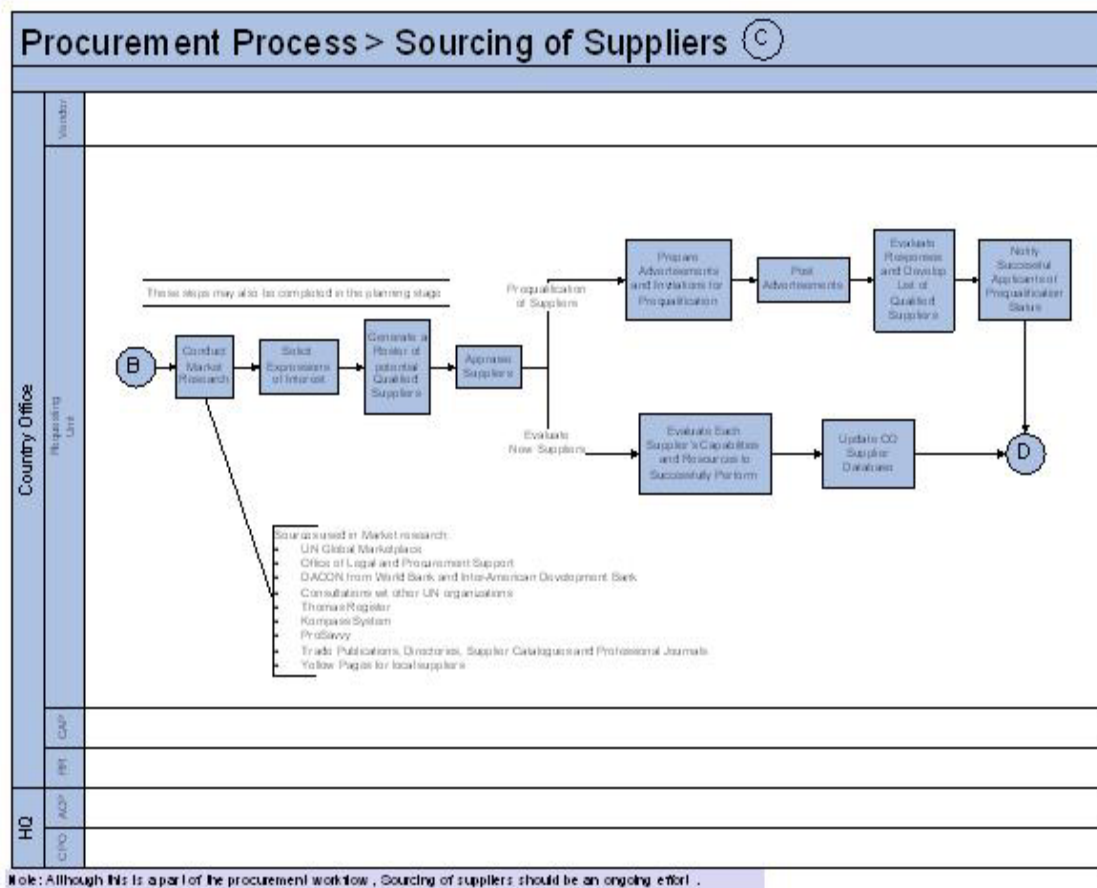 Procurement Process > Sourcing of Suppliers C
Vendor
Country Office
Requesting
Unit
These steps may also be completed in the planning stage
B
Conduct
Market
Research
Solicit
Expressions
of Interest
Generate a
Roster of
potential
Qualified
Suppliers
Appraise
Suppliers
Prequalification
of Suppliers
Prepare
Advertisements
and Invitations for
Prequalification
Post
Advertisements
Evaluate
Responses
and Develop
List of
Qualified
Suppliers
Notify
Successful
Applicants of
Prequalification
Status
Evaluate
New Suppliers
Evaluate Each
Supplier's Capabilities
and Resources to
Successfully Perform
Update CO
Supplier
Database
D
Sources used in Market research:
• UN Global Marketplace
• Office of Legal and Procurement Support
• DACON from World Bank and Inter-American Development Bank
• Consultations wit other UN organizations
• Thomas Register
• Kompass System
• ProSavvy
• Trade Publications, Directories, Supplier Catalogues and Professional Journals
• Yellow Pages for local suppliers
CAP
RR
HQ
ACP
CPO
Note: Although this is a part of the procurement workflow , Sourcing of suppliers should be an ongoing effort .